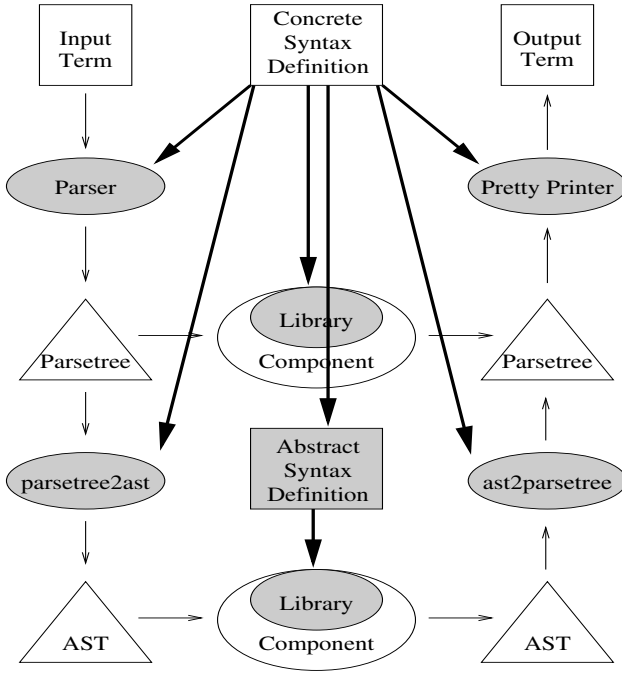 Input
Term
Concrete
Syntax
Definition
Output
Term
Parser
Pretty Printer
Library
Component
Parsetree
Parsetree
parsetree2ast
Abstract
Syntax
Definition
ast2parsetree
Library
Component
AST
AST